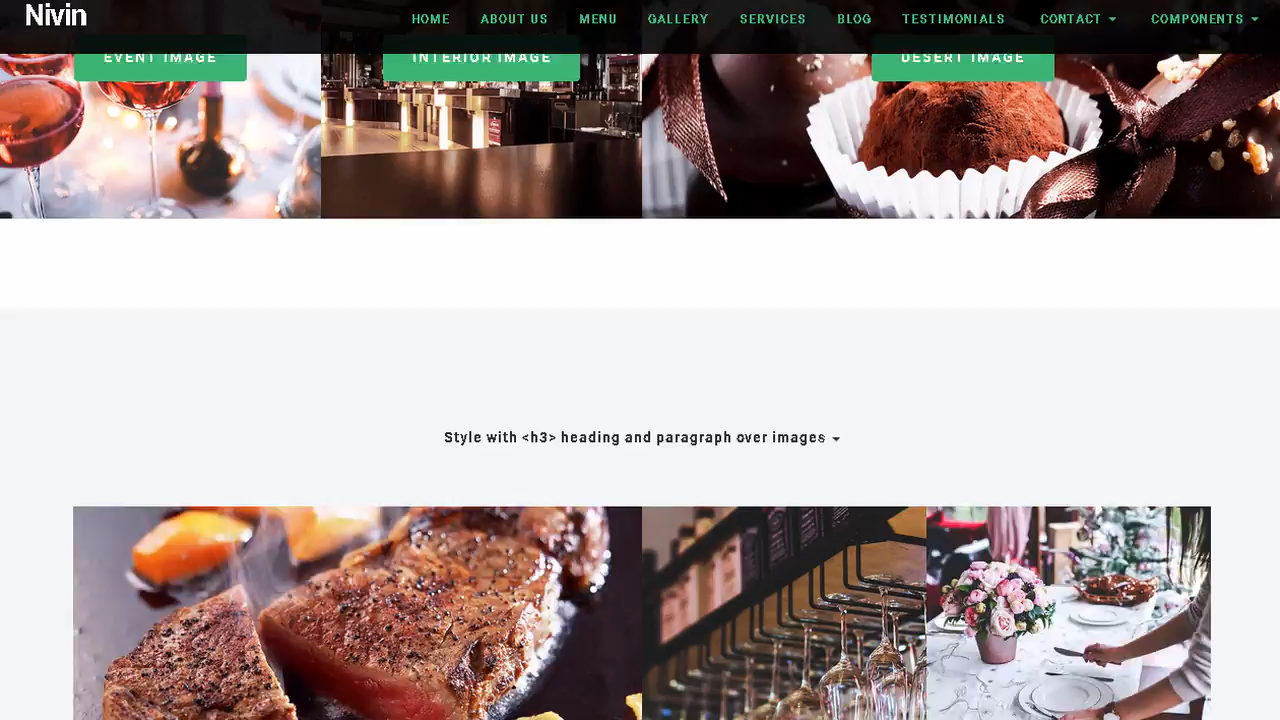 Nivin
HOME ABOUT US MENU GALLERY SERVICES BLOG TESTIMONIALS CONTACT COMPONENTS
EVENT IMAGE INTERIOR IMAGE DESERT IMAGE
Style with <h3> heading and paragraph over images